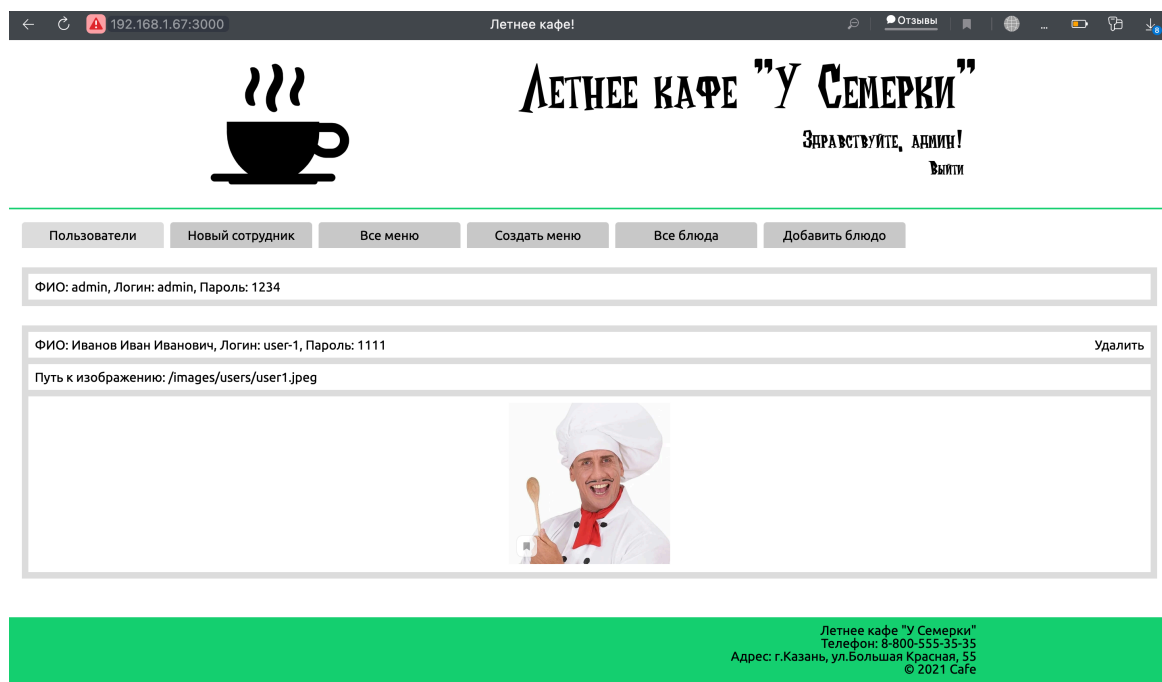 192.168.1.67:3000
Летнее кафе!
Отзывы
...
8
Летнее кафе "У Семерки"
Здравствуйте, админ!
Выйти
Пользователи
Новый сотрудник
Все меню
Создать меню
Все блюда
Добавить блюдо
ФИО: admin, Логин: admin, Пароль: 1234
ФИО: Иванов Иван Иванович, Логин: user-1, Пароль: 1111
Удалить
Путь к изображению: /images/users/user1.jpeg
Летнее кафе "У Семерки"
Телефон: 8-800-555-35-35
Адрес: г.Казань, ул.Большая Красная, 55
© 2021 Cafe